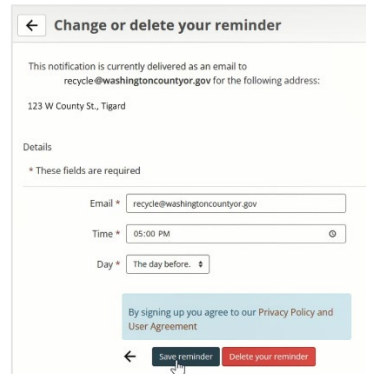 Change or delete your reminder
This notification is currently delivered as an email to
recycle@washingtoncountyor.gov for the following address:
123 W County St., Tigard
Details
* These fields are required
Email * recycle@washingtoncountyor.gov
Time * 05:00 PM
Day * The day before.
By signing up you agree to our Privacy Policy and
User Agreement
Save reminder Delete your reminder